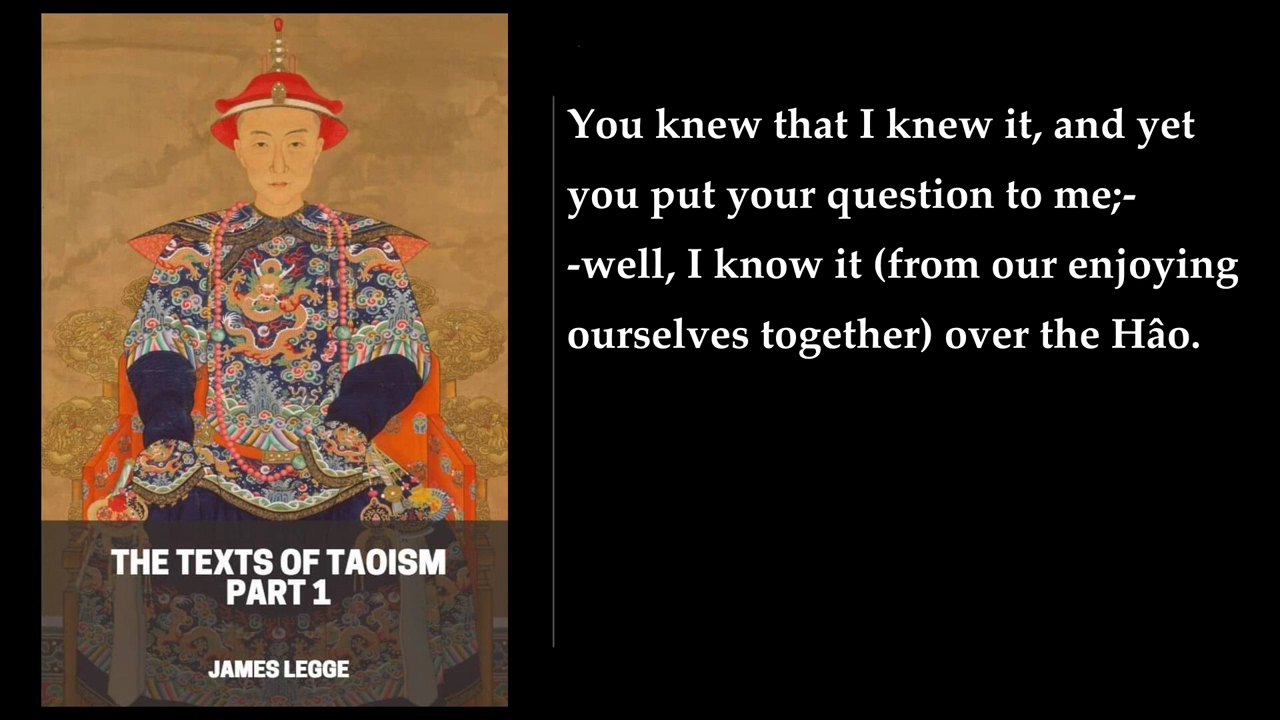 You knew that I knew it, and yet
you put your question to me;-
-well, I know it (from our enjoying
ourselves together) over the Hâo.
THE TEXTS OF TAOISM
PART 1
JAMES LEGGE